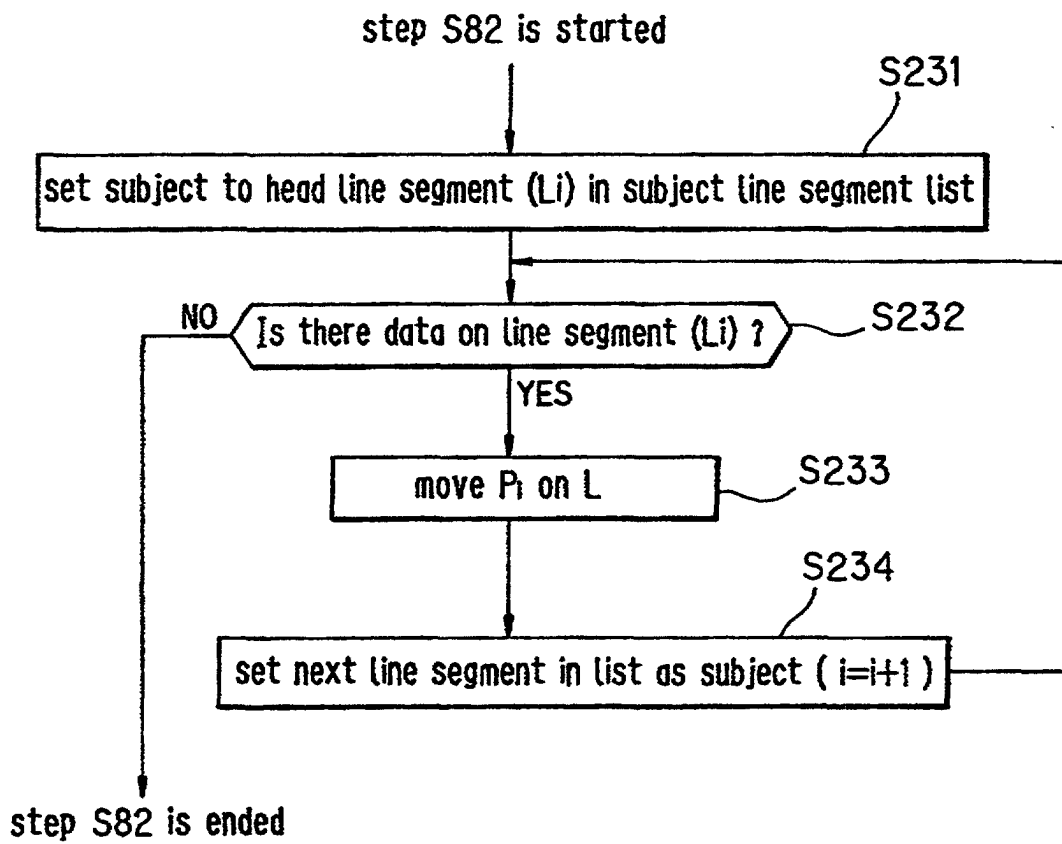 step S82 is started
S231
set subject to head line segment (Li) in subject line segment list
NO
Is there data on line segment (Li) ?
S232
YES
move Pi on L
S233
S234
set next line segment in list as subject ( i=i+1 )
step S82 is ended